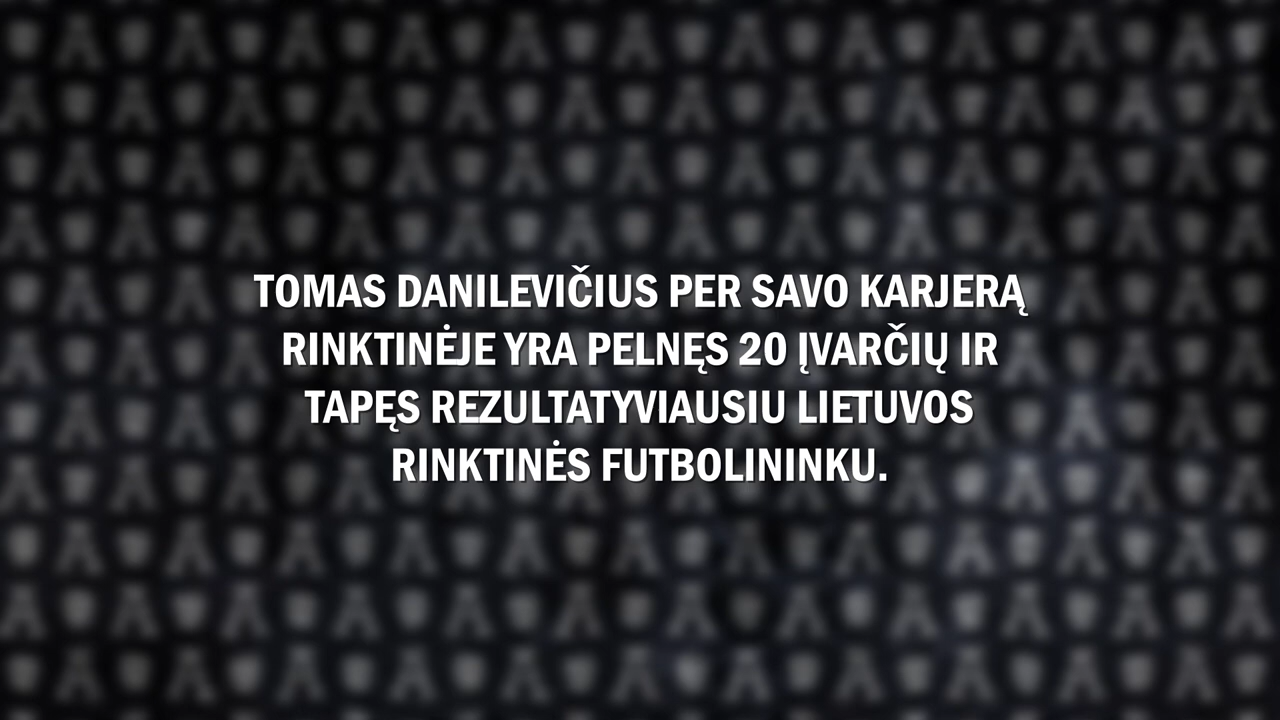 TOMAS DANILEVIČIUS PER SAVO KARJERĄ
RINKTINĖJE YRA PELNĘS 20 ĮVARČIŲ IR
TAPĘS REZULTATYVIAUSIU LIETUVOS
RINKTINĖS FUTBOLININKU.